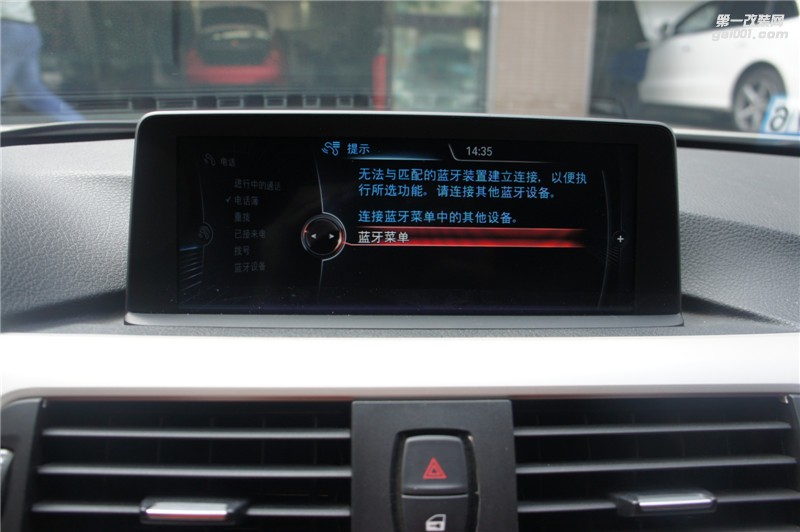 第一改装网
gai001.com
电话
提示
14:35
进行中的通话
电话簿
重拨
已接来电
拨号
蓝牙设备
无法与匹配的蓝牙装置建立连接，以便执
行所选功能。请连接其他蓝牙设备。
连接蓝牙菜单中的其他设备。
蓝牙菜单